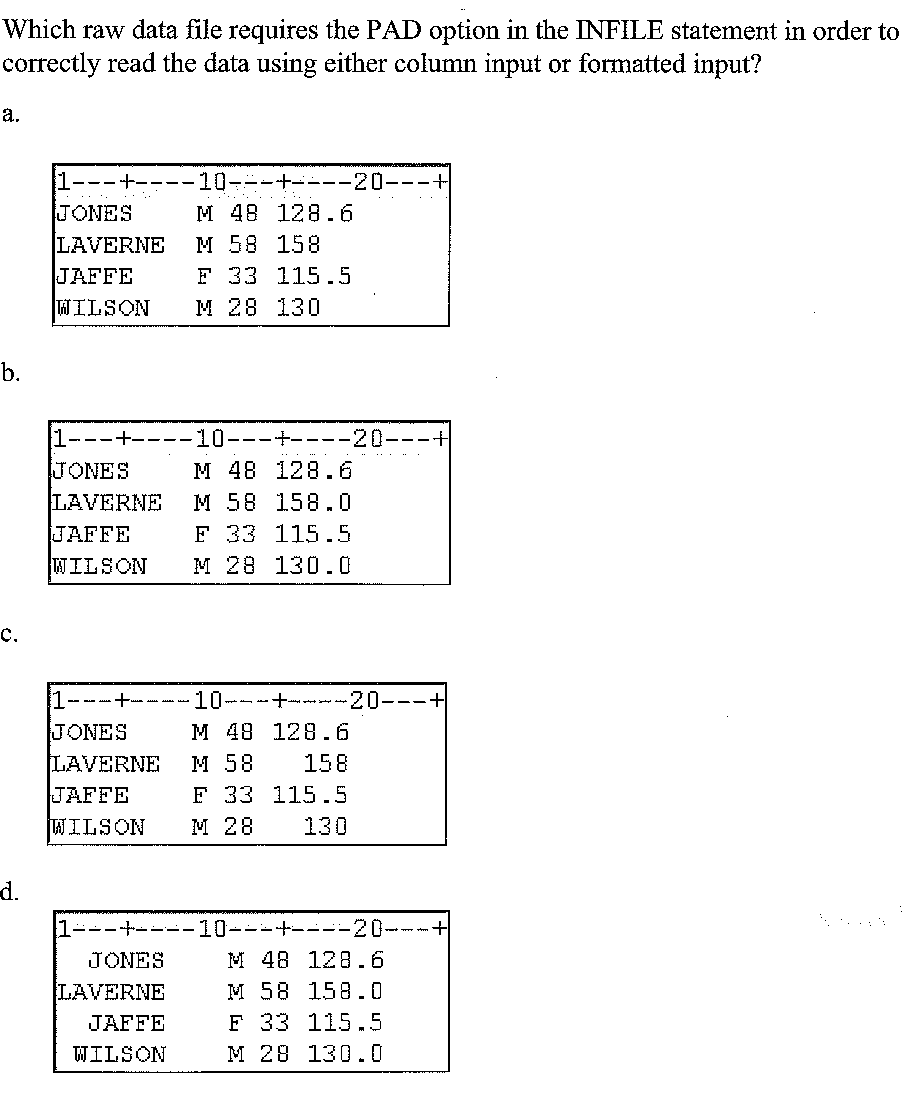 Which raw data file requires the PAD option in the INFILE statement in order to
correctly read the data using either column input or formatted input?
a.
1---+----10---+----20---+
JONES    M 48 128.6
LAVERNE  M 58 158
JAFFE    F 33 115.5
WILSON   M 28 130
b.
1---+----10---+----20---+
JONES    M 48 128.6
LAVERNE  M 58 158.0
JAFFE    F 33 115.5
WILSON   M 28 130.0
c.
1---+----10---+----20---+
JONES    M 48 128.6
LAVERNE  M 58   158
JAFFE    F 33 115.5
WILSON   M 28   130
d.
1---+----10---+----20---+
  JONES    M 48 128.6
LAVERNE    M 58 158.0
  JAFFE    F 33 115.5
 WILSON    M 28 130.0